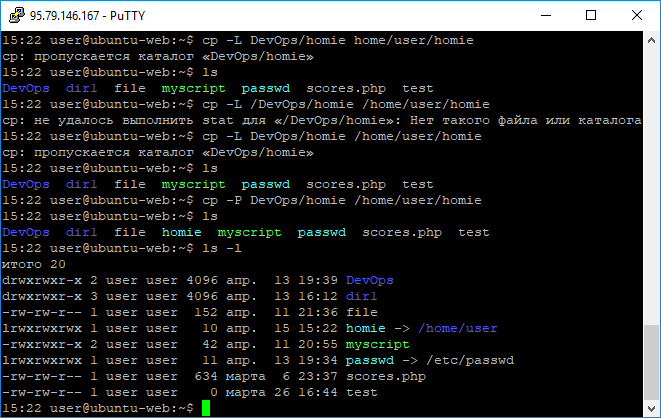 95.79.146.167 - PuTTY
15:22 user@ubuntu-web:~$ cp -L DevOps/homie home/user/homie
cp: пропускается каталог «DevOps/homie»
15:22 user@ubuntu-web:~$ ls
DevOps  dir1  file  myscript  passwd  scores.php  test
15:22 user@ubuntu-web:~$ cp -L /DevOps/homie /home/user/homie
cp: не удалось выполнить stat для «/DevOps/homie»: Нет такого файла или каталога
15:22 user@ubuntu-web:~$ cp -L DevOps/homie /home/user/homie
cp: пропускается каталог «DevOps/homie»
15:22 user@ubuntu-web:~$ ls
DevOps  dir1  file  myscript  passwd  scores.php  test
15:22 user@ubuntu-web:~$ cp -P DevOps/homie /home/user/homie
15:22 user@ubuntu-web:~$ ls
DevOps  dir1  file  homie  myscript  passwd  scores.php  test
15:22 user@ubuntu-web:~$ ls -l
итого 20
drwxrwxr-x 2 user user 4096 апр.  13 19:39 DevOps
drwxrwxr-x 3 user user 4096 апр.  13 16:12 dir1
-rw-rw-r-- 1 user user  152 апр.  11 21:36 file
lrwxrwxrwx 1 user user   10 апр.  15 15:22 homie -> /home/user
-rwxrwxr-x 2 user user   42 апр.  11 20:55 myscript
lrwxrwxrwx 1 user user   11 апр.  13 19:34 passwd -> /etc/passwd
-rw-rw-r-- 1 user user  634 марта  6 23:37 scores.php
-rw-rw-r-- 1 user user    0 марта 26 16:44 test
15:22 user@ubuntu-web:~$